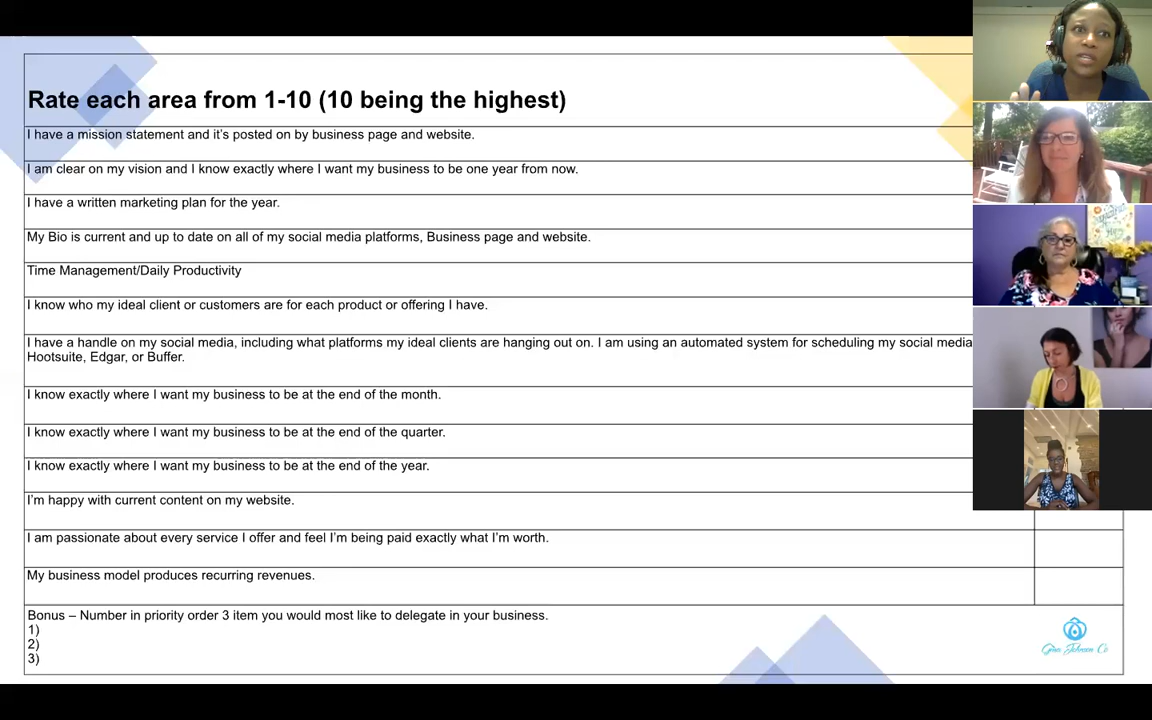 Rate each area from 1-10 (10 being the highest)
I have a mission statement and it's posted on by business page and website.
I am clear on my vision and I know exactly where I want my business to be one year from now.
I have a written marketing plan for the year.
My Bio is current and up to date on all of my social media platforms, Business page and website.
Time Management/Daily Productivity
I know who my ideal client or customers are for each product or offering I have.
I have a handle on my social media, including what platforms my ideal clients are hanging out on. I am using an automated system for scheduling my social media
Hootsuite, Edgar, or Buffer.
I know exactly where I want my business to be at the end of the month.
I know exactly where I want my business to be at the end of the quarter.
I know exactly where I want my business to be at the end of the year.
I'm happy with current content on my website.
I am passionate about every service I offer and feel I'm being paid exactly what I'm worth.
My business model produces recurring revenues.
Bonus – Number in priority order 3 item you would most like to delegate in your business.
1)
2)
3)
Johnson Co